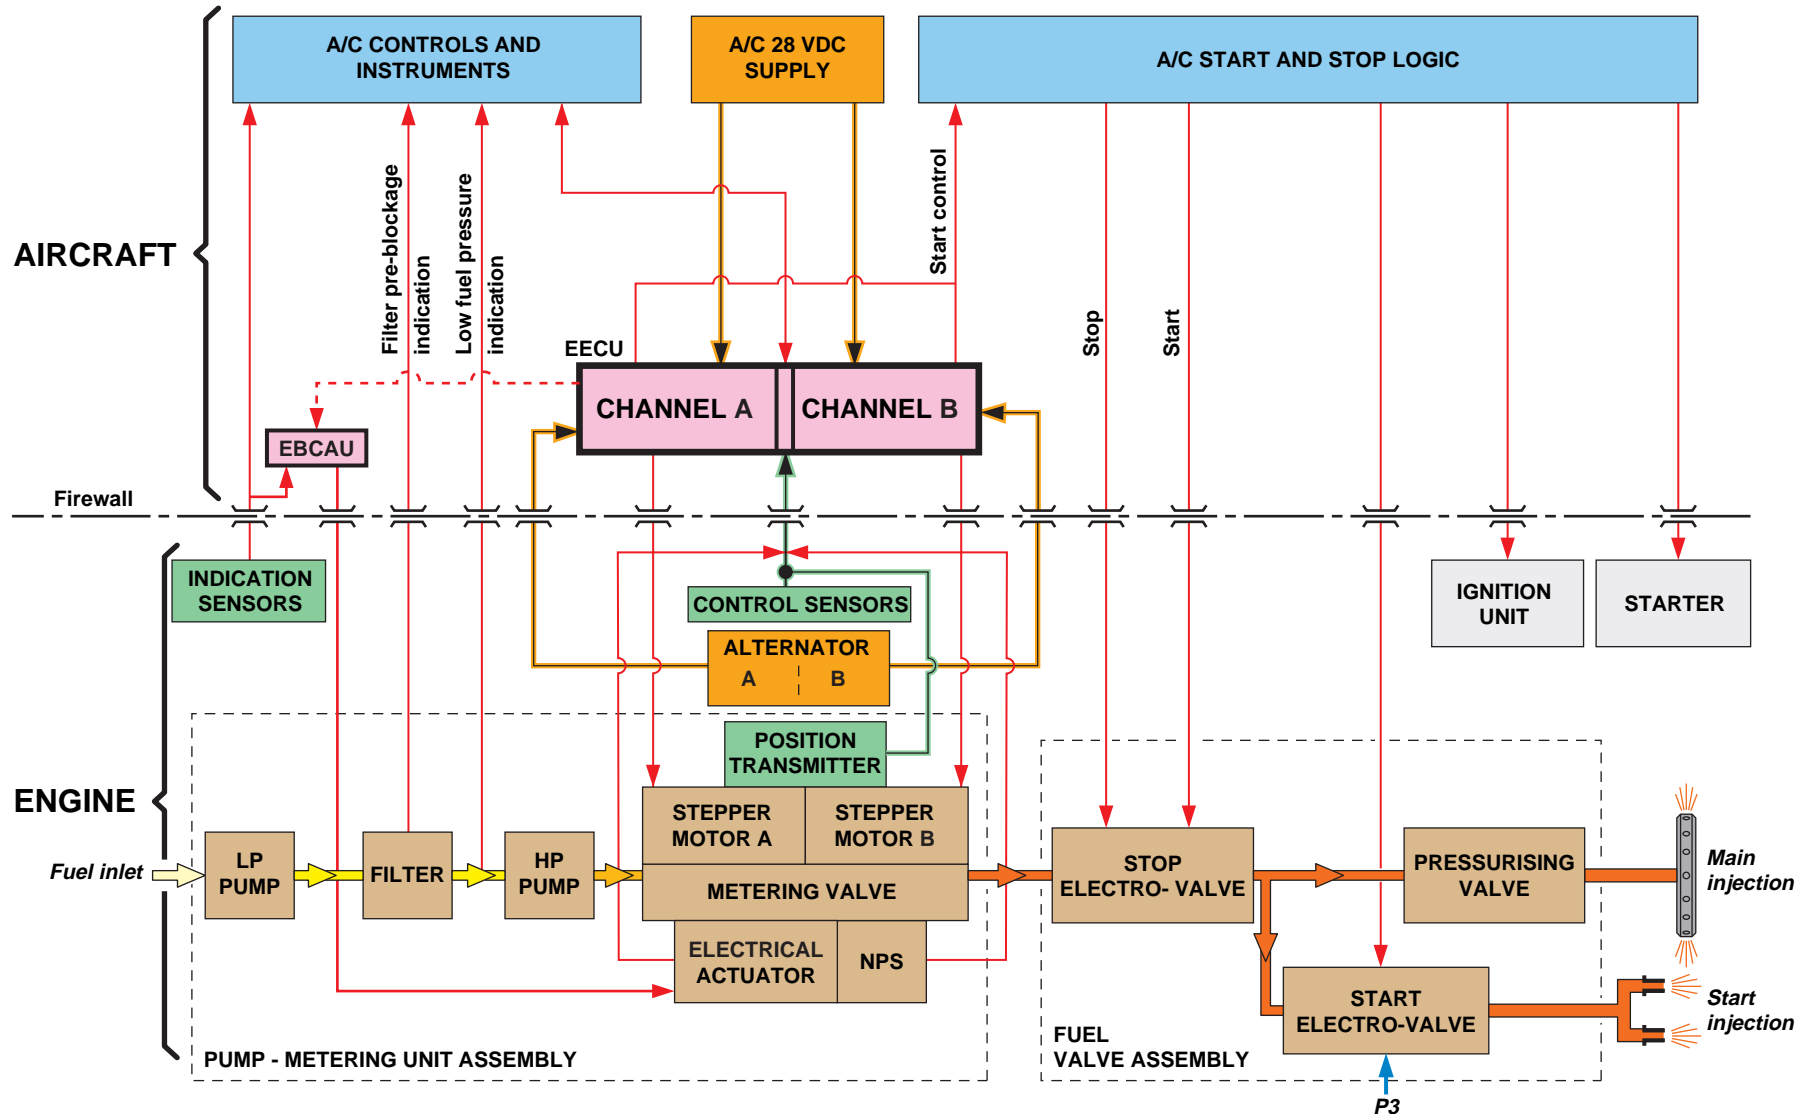 A/C CONTROLS AND
INSTRUMENTS
A/C 28 VDC
SUPPLY
A/C START AND STOP LOGIC
AIRCRAFT
Filter pre-blockage
indication
Low fuel pressure
indication
Start control
Stop
Start
EECU
CHANNEL A
CHANNEL B
EBCAU
Firewall
INDICATION
SENSORS
CONTROL SENSORS
IGNITION
UNIT
STARTER
ALTERNATOR
A
B
POSITION
TRANSMITTER
ENGINE
STEPPER
MOTOR A
STEPPER
MOTOR B
Fuel inlet
LP
PUMP
FILTER
HP
PUMP
METERING VALVE
STOP
ELECTRO- VALVE
PRESSURISING
VALVE
Main
injection
ELECTRICAL
ACTUATOR
NPS
START
ELECTRO-VALVE
Start
injection
PUMP - METERING UNIT ASSEMBLY
FUEL
VALVE ASSEMBLY
P3